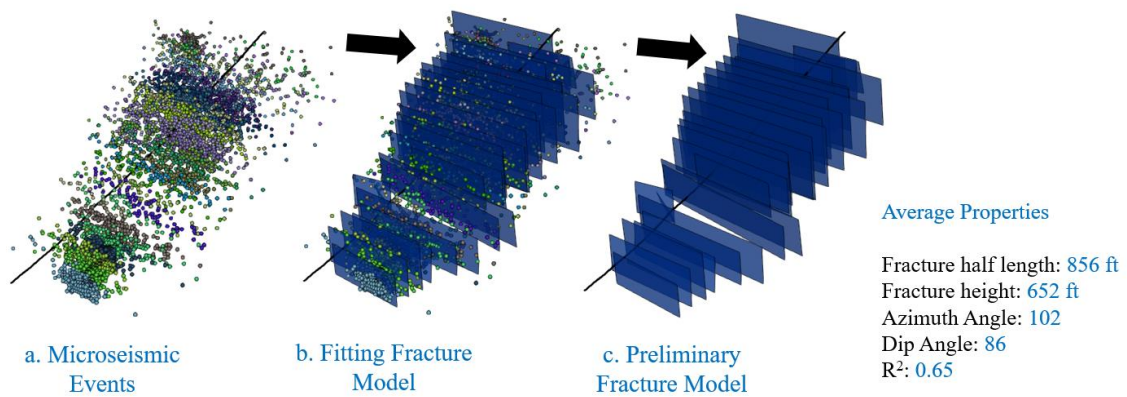 a. Microseismic
Events
b. Fitting Fracture
Model
c. Preliminary
Fracture Model
Average Properties
Fracture half length: 856 ft
Fracture height: 652 ft
Azimuth Angle: 102
Dip Angle: 86
R²: 0.65